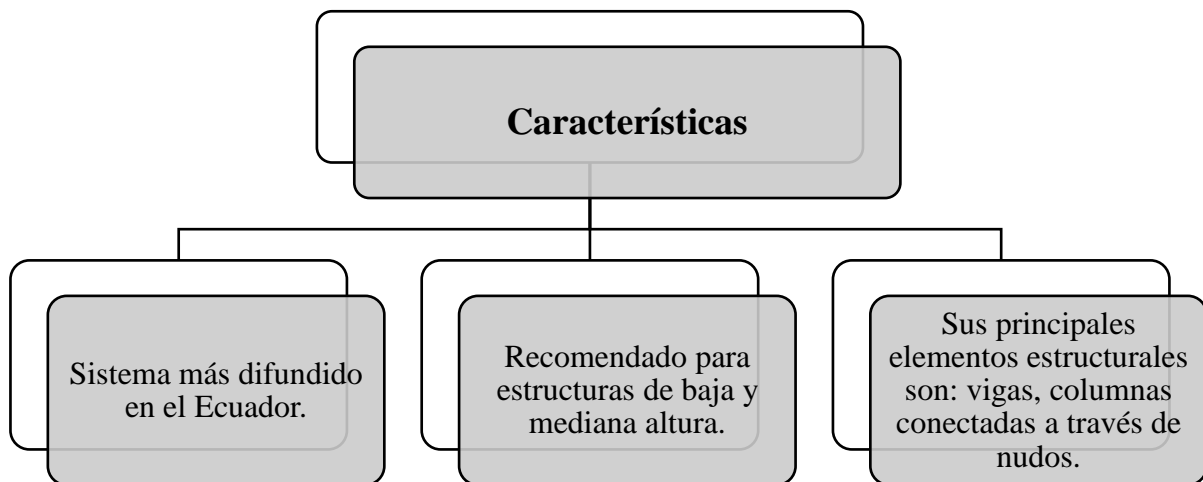 Características
Sistema más difundido
en el Ecuador.
Recomendado para
estructuras de baja y
mediana altura.
Sus principales
elementos estructurales
son: vigas, columnas
conectadas a través de
nudos.